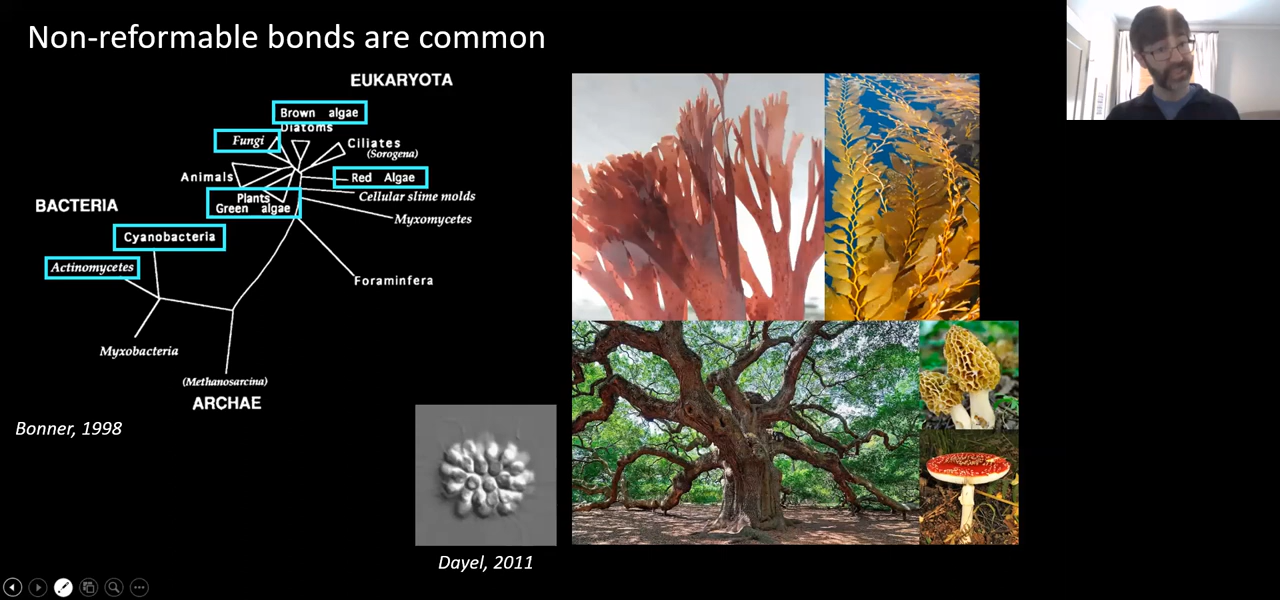 Non-reformable bonds are common
EUKARYOTA
Brown algae
Diatoms
Fungi
Ciliates
(Sorogena)
Animals
Red Algae
Plants
Green algae
Cellular slime molds
Myxomycetes
BACTERIA
Cyanobacteria
Actinomycetes
Foraminfera
Myxobacteria
(Methanosarcina)
ARCHAE
Bonner, 1998
Dayel, 2011